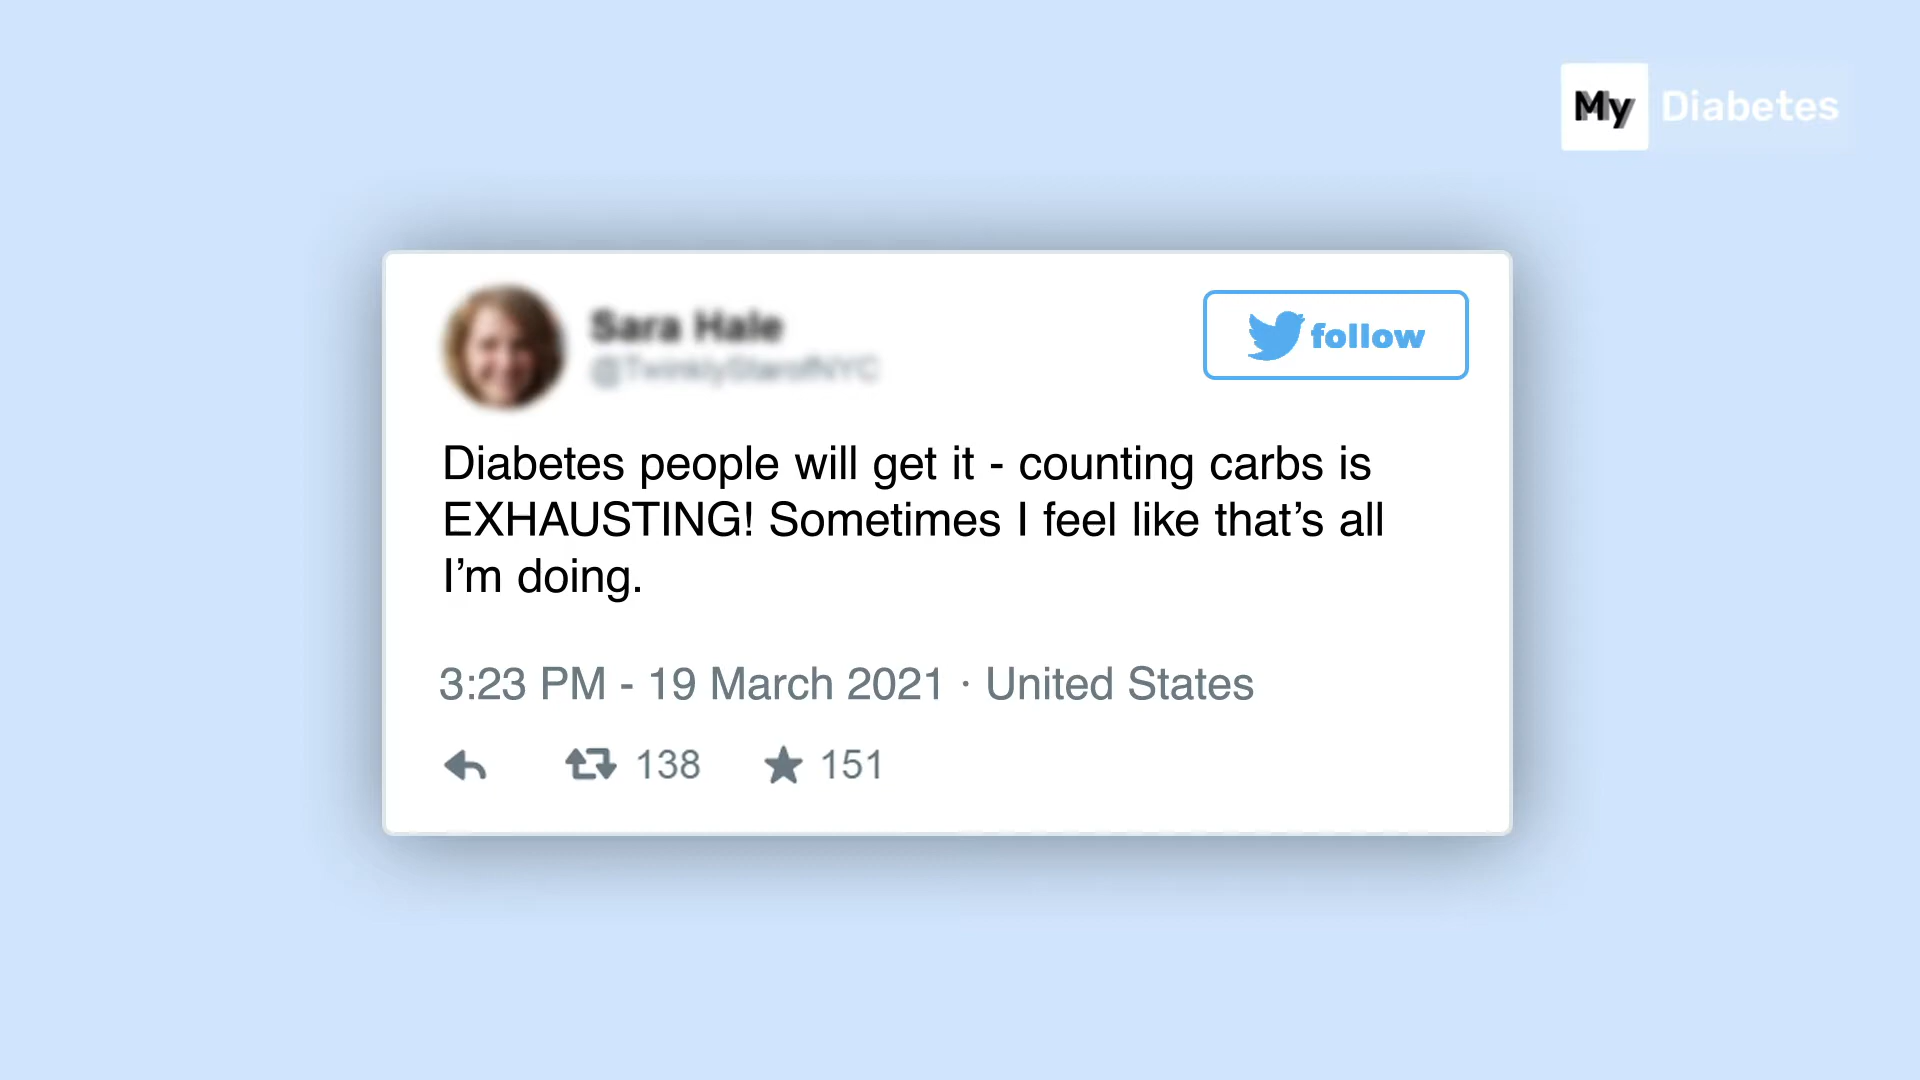 My Diabetes
Sara Hale
@TwinklyStarofNYC
follow
Diabetes people will get it - counting carbs is
EXHAUSTING! Sometimes I feel like that’s all
I’m doing.
3:23 PM - 19 March 2021 · United States
138 151